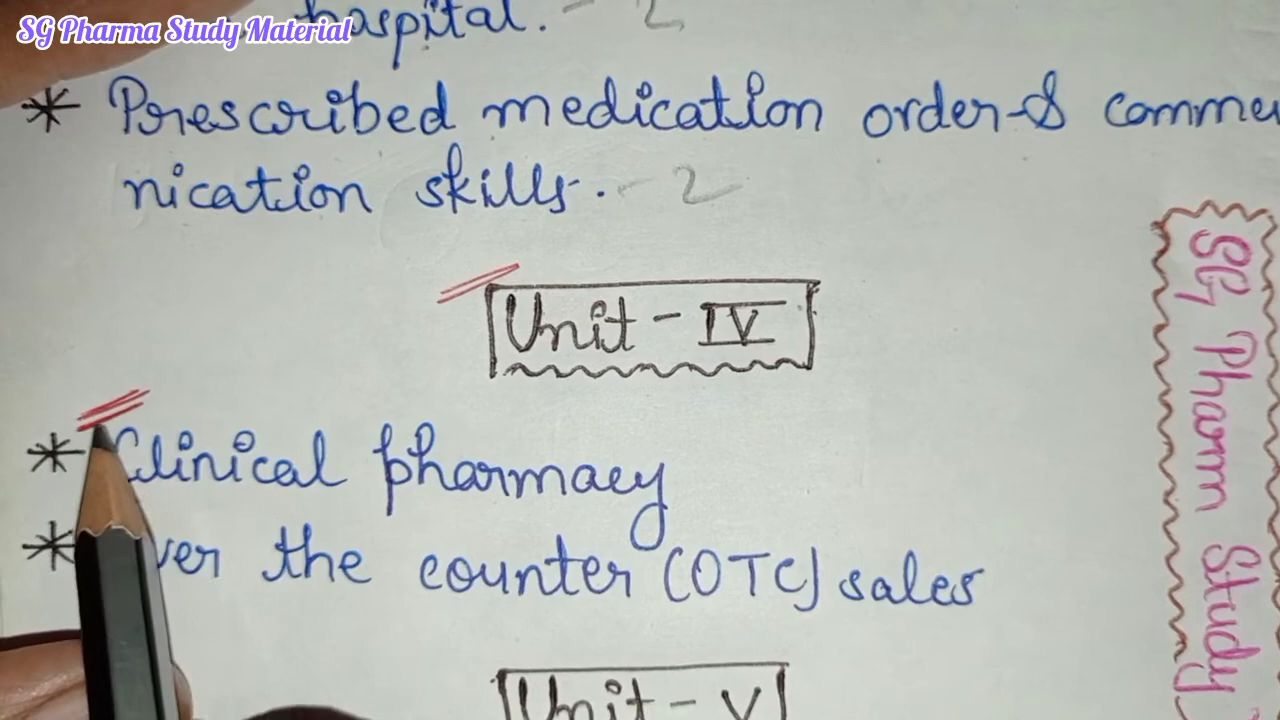 SG Pharma Study Material
hospital. - 2
* Prescribed medication order & commu
nication skills. - 2
Unit - IV
* Clinical pharmacy
* ver the counter (OTC) sales
Unit - V
SG Pharm Study